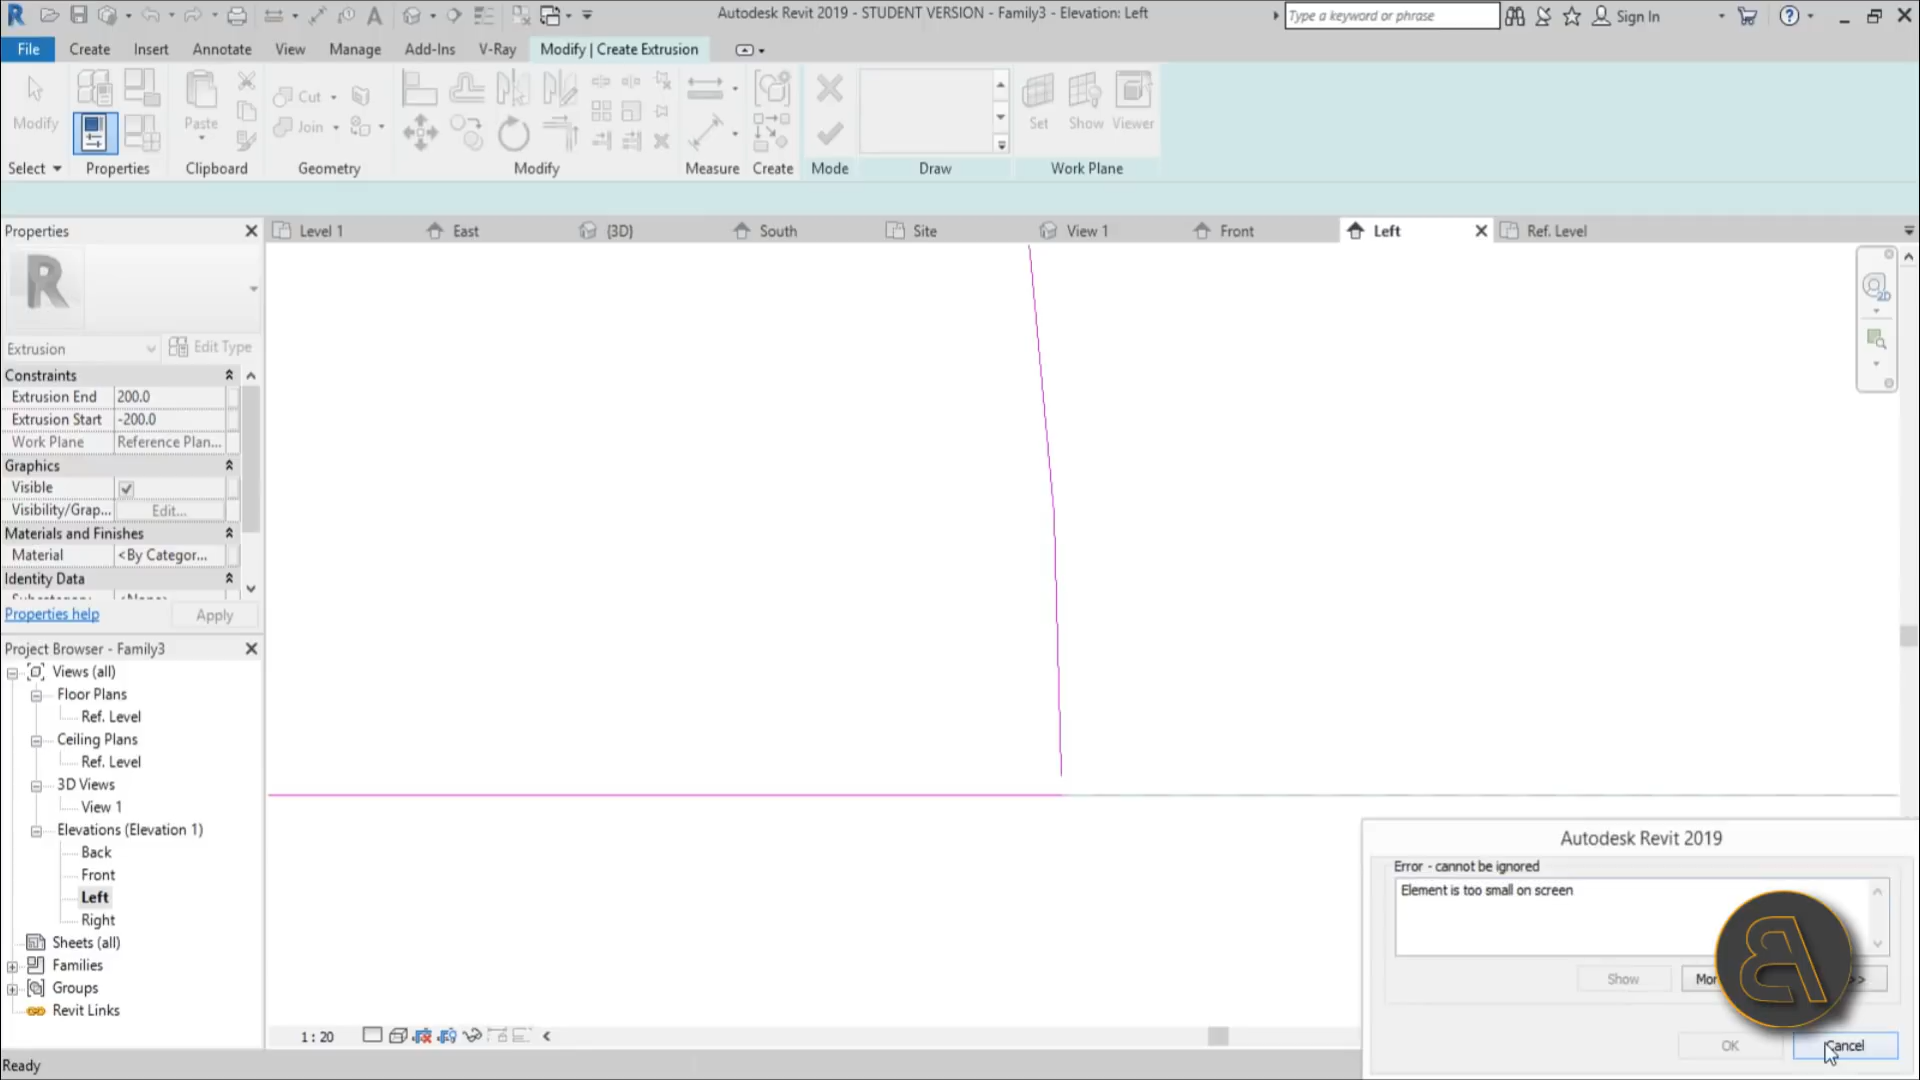 Autodesk Revit 2019 - STUDENT VERSION - Family3 - Elevation: Left
Type a keyword or phrase
Sign In
File Create Insert Annotate View Manage Add-Ins V-Ray Modify | Create Extrusion
Modify
Paste
Cut
Join
Set Show Viewer
Select Properties Clipboard Geometry Modify Measure Create Mode Draw Work Plane
Properties
Level 1 East {3D} South Site View 1 Front Left Ref. Level
R
2D
Extrusion Edit Type
Constraints
Extrusion End 200.0
Extrusion Start -200.0
Work Plane Reference Plan...
Graphics
Visible
Visibility/Grap... Edit...
Materials and Finishes
Material <By Categor...
Identity Data
Properties help Apply
Project Browser - Family3
Views (all)
Floor Plans
Ref. Level
Ceiling Plans
Ref. Level
3D Views
View 1
Elevations (Elevation 1)
Back
Front
Left
Right
Sheets (all)
Families
Groups
Revit Links
1 : 20
Ready
Autodesk Revit 2019
Error - cannot be ignored
Element is too small on screen
Show >>
OK Cancel